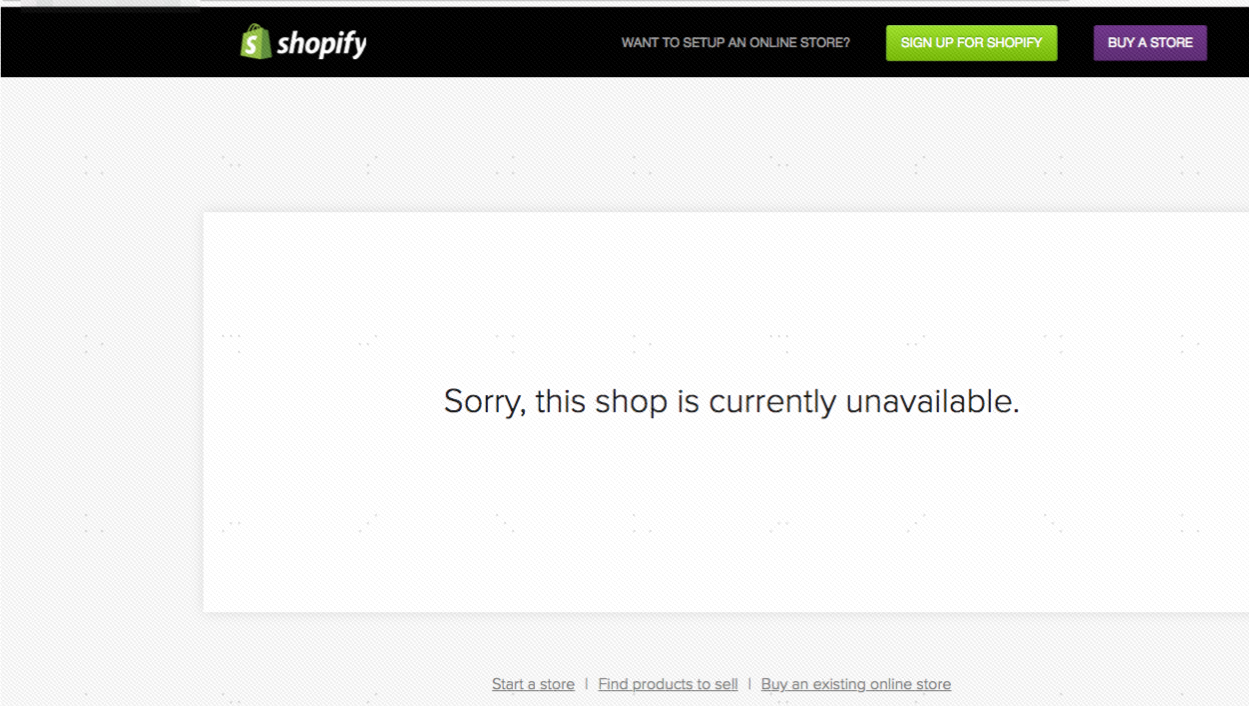 shopify WANT TO SETUP AN ONLINE STORE? SIGN UP FOR SHOPIFY BUY A STORE
Sorry, this shop is currently unavailable.
Start a store | Find products to sell | Buy an existing online store